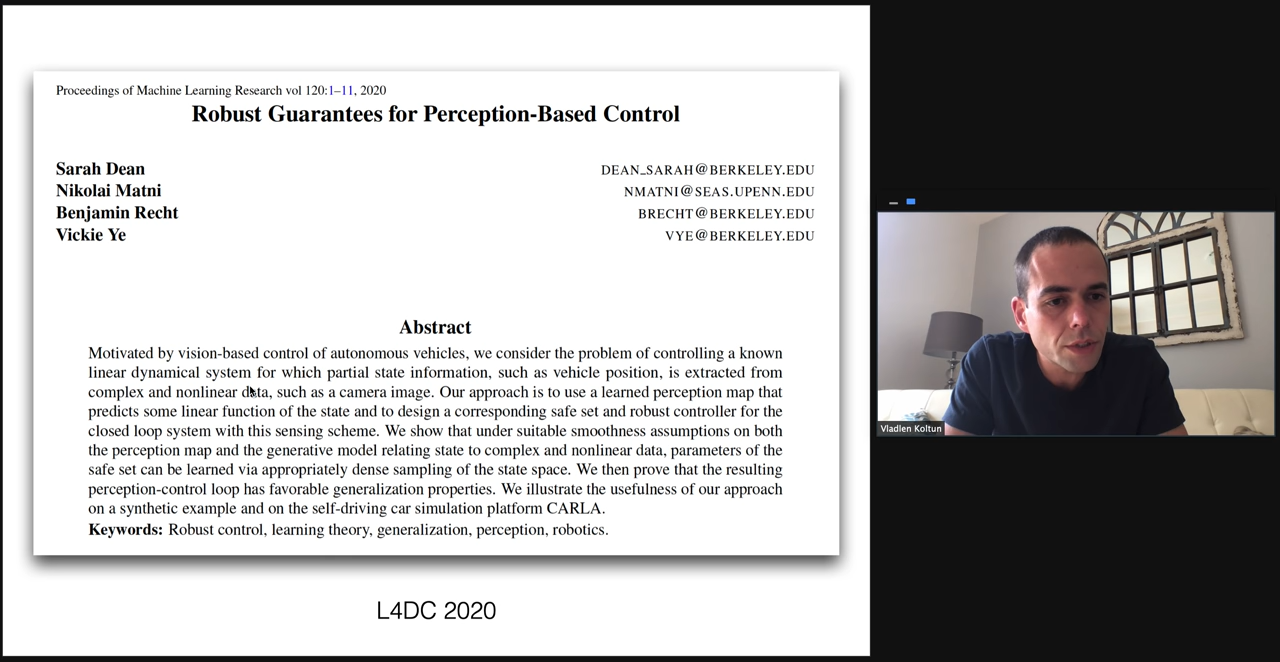 Proceedings of Machine Learning Research vol 120:1–11, 2020
Robust Guarantees for Perception-Based Control
Sarah Dean DEAN_SARAH@BERKELEY.EDU
Nikolai Matni NMATNI@SEAS.UPENN.EDU
Benjamin Recht BRECHT@BERKELEY.EDU
Vickie Ye VYE@BERKELEY.EDU
Abstract
Motivated by vision-based control of autonomous vehicles, we consider the problem of controlling a known
linear dynamical system for which partial state information, such as vehicle position, is extracted from
complex and nonlinear data, such as a camera image. Our approach is to use a learned perception map that
predicts some linear function of the state and to design a corresponding safe set and robust controller for the
closed loop system with this sensing scheme. We show that under suitable smoothness assumptions on both
the perception map and the generative model relating state to complex and nonlinear data, parameters of the
safe set can be learned via appropriately dense sampling of the state space. We then prove that the resulting
perception-control loop has favorable generalization properties. We illustrate the usefulness of our approach
on a synthetic example and on the self-driving car simulation platform CARLA.
Keywords: Robust control, learning theory, generalization, perception, robotics.
L4DC 2020
Vladlen Koltun